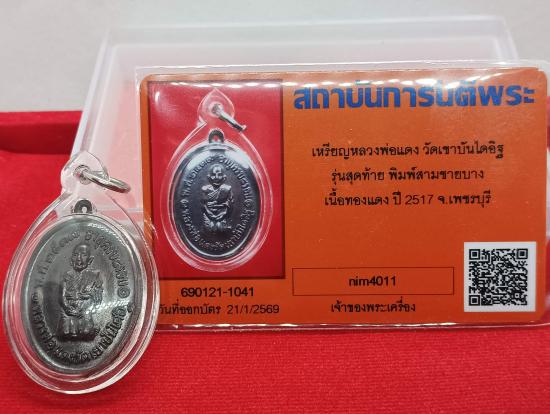 สถาบันการันตีพระ
เหรียญหลวงพ่อแดง วัดเขาบันไดอิฐ
รุ่นสุดท้าย พิมพ์สามชายบาง
เนื้อทองแดง ปี 2517 จ.เพชรบุรี
nim4011
เจ้าของพระเครื่อง
690121-1041
วันที่ออกบัตร 21/1/2569